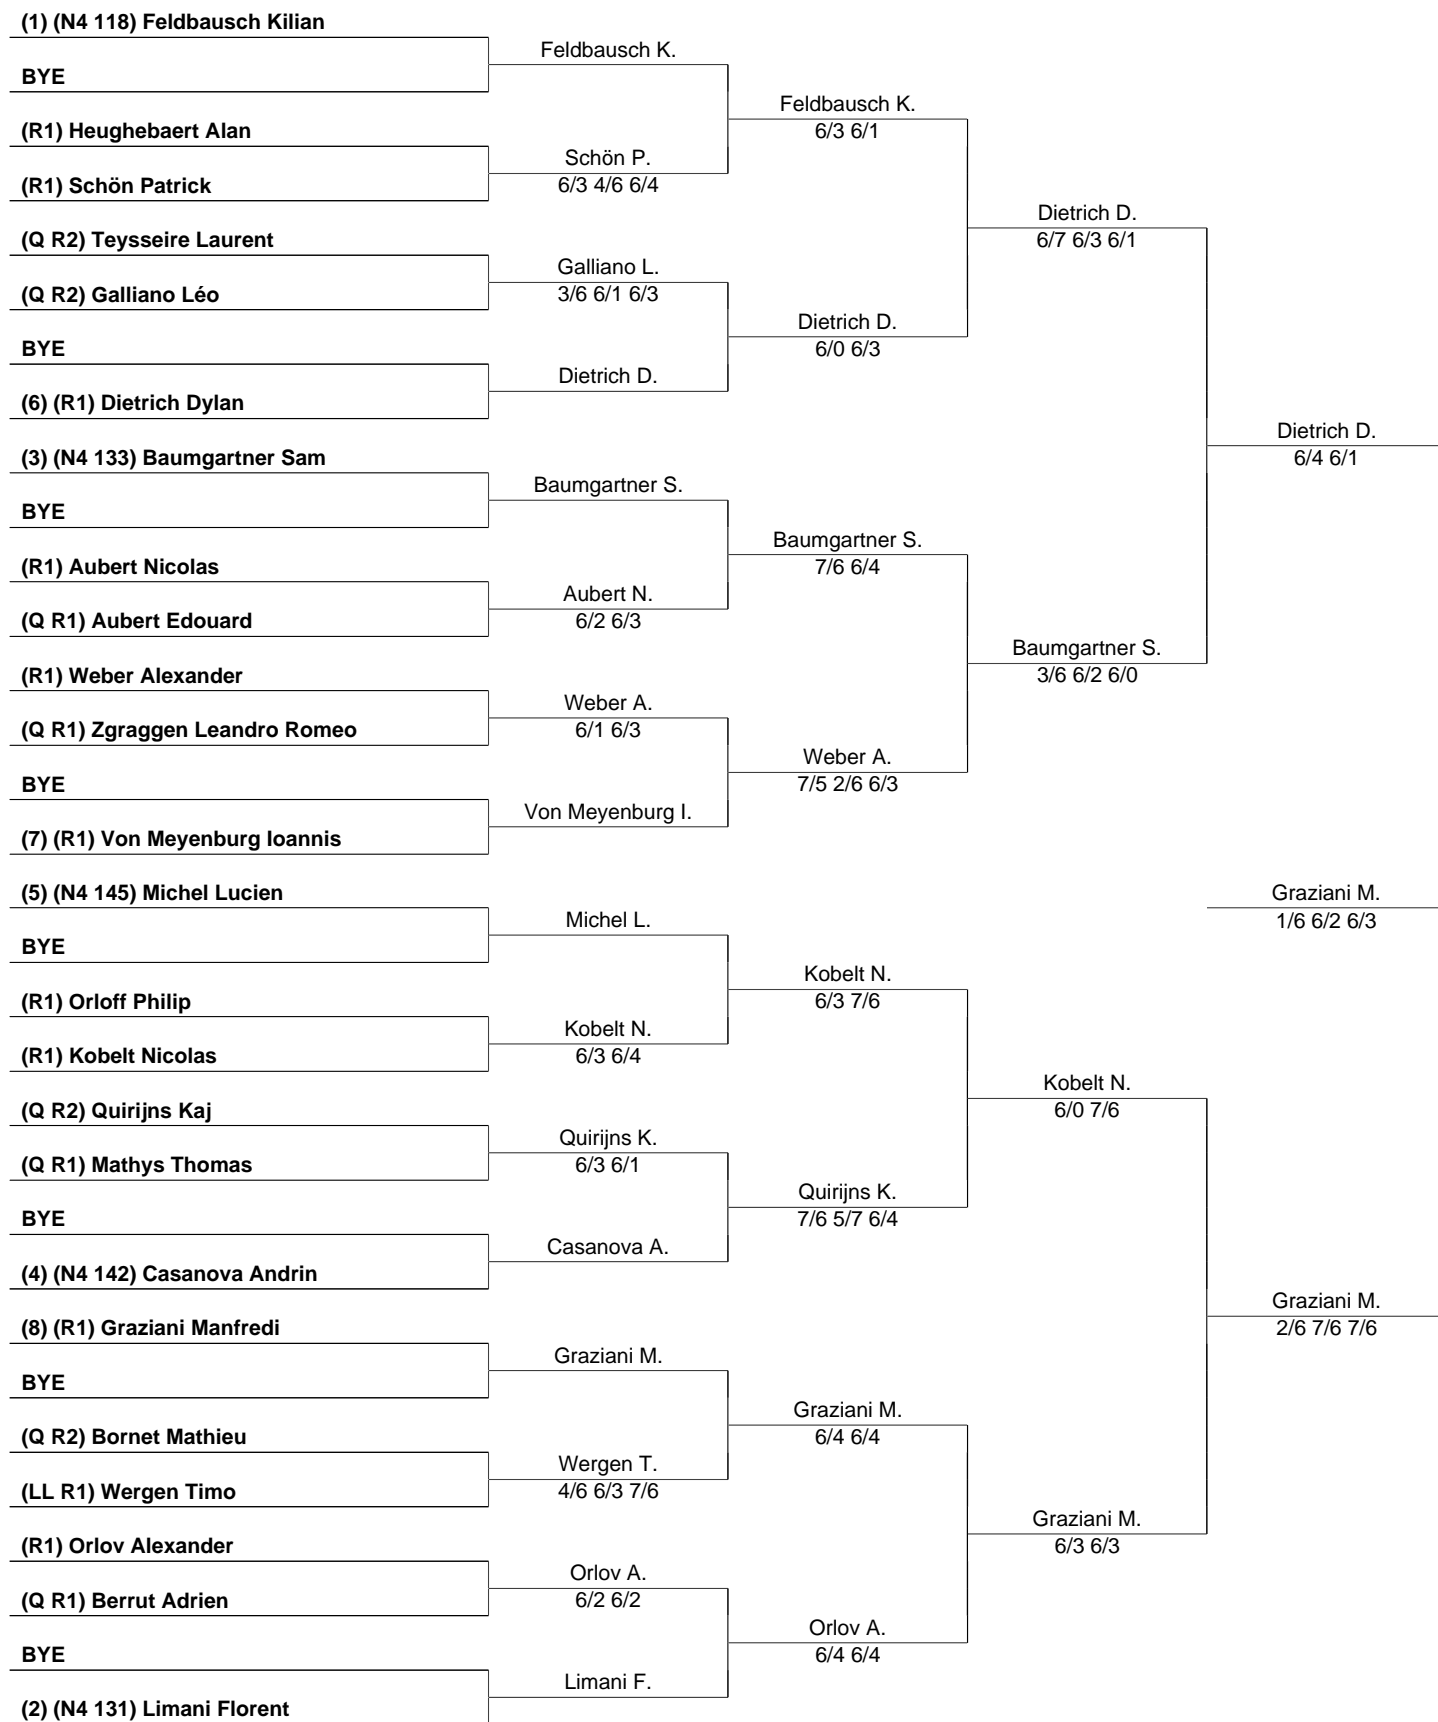 (1) (N4 118) Feldbausch Kilian
Feldbausch K.
BYE
Feldbausch K.
6/3 6/1
(R1) Heughebaert Alan
Schön P.
6/3 4/6 6/4
(R1) Schön Patrick
Dietrich D.
6/7 6/3 6/1
(Q R2) Teysseire Laurent
Galliano L.
3/6 6/1 6/3
(Q R2) Galliano Léo
Dietrich D.
6/0 6/3
BYE
Dietrich D.
(6) (R1) Dietrich Dylan
Dietrich D.
6/4 6/1
(3) (N4 133) Baumgartner Sam
Baumgartner S.
BYE
Baumgartner S.
7/6 6/4
(R1) Aubert Nicolas
Aubert N.
6/2 6/3
(Q R1) Aubert Edouard
Baumgartner S.
3/6 6/2 6/0
(R1) Weber Alexander
Weber A.
6/1 6/3
(Q R1) Zgraggen Leandro Romeo
Weber A.
7/5 2/6 6/3
BYE
Von Meyenburg I.
(7) (R1) Von Meyenburg Ioannis
(5) (N4 145) Michel Lucien
Graziani M.
1/6 6/2 6/3
Michel L.
BYE
Kobelt N.
6/3 7/6
(R1) Orloff Philip
Kobelt N.
6/3 6/4
(R1) Kobelt Nicolas
Kobelt N.
6/0 7/6
(Q R2) Quirijns Kaj
Quirijns K.
6/3 6/1
(Q R1) Mathys Thomas
Quirijns K.
7/6 5/7 6/4
BYE
Casanova A.
(4) (N4 142) Casanova Andrin
Graziani M.
2/6 7/6 7/6
(8) (R1) Graziani Manfredi
Graziani M.
BYE
Graziani M.
6/4 6/4
(Q R2) Bornet Mathieu
Wergen T.
4/6 6/3 7/6
(LL R1) Wergen Timo
Graziani M.
6/3 6/3
(R1) Orlov Alexander
Orlov A.
6/2 6/2
(Q R1) Berrut Adrien
Orlov A.
6/4 6/4
BYE
Limani F.
(2) (N4 131) Limani Florent